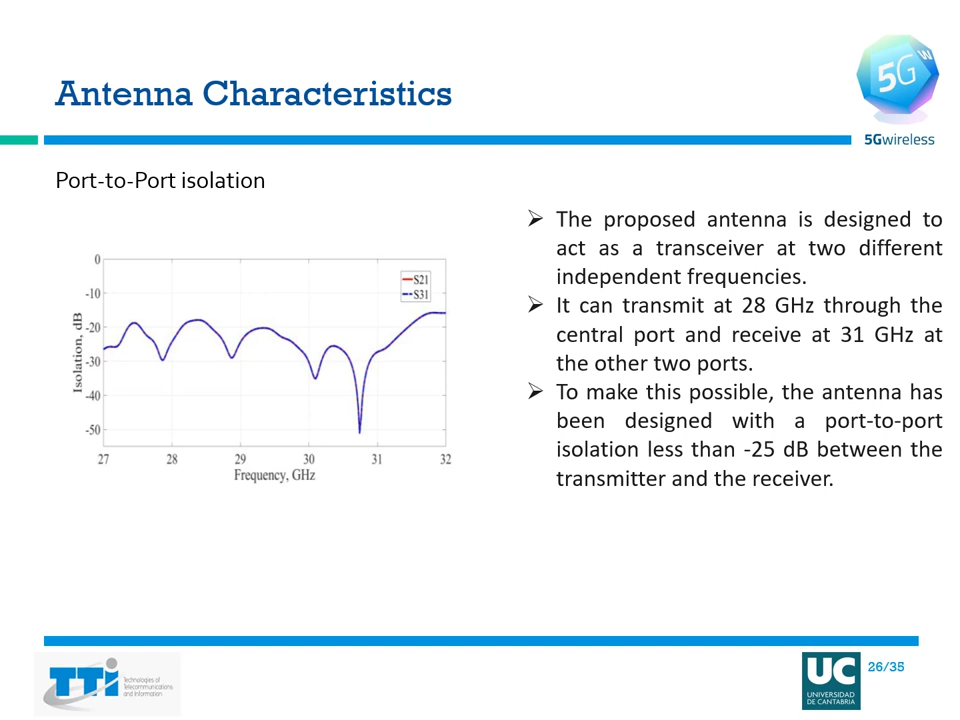 5G
W
Antenna Characteristics
5Gwireless
Port-to-Port isolation
➢ The proposed antenna is designed to
act as a transceiver at two different
independent frequencies.
➢ It can transmit at 28 GHz through the
central port and receive at 31 GHz at
the other two ports.
➢ To make this possible, the antenna has
been designed with a port-to-port
isolation less than -25 dB between the
transmitter and the receiver.
Isolation, dB
0
-10
-20
-30
-40
-50
S21
S31
27 28 29 30 31 32
Frequency, GHz
TTi
Technologies of
Telecommunications
and Information
UC
UNIVERSIDAD
DE CANTABRIA
26/35